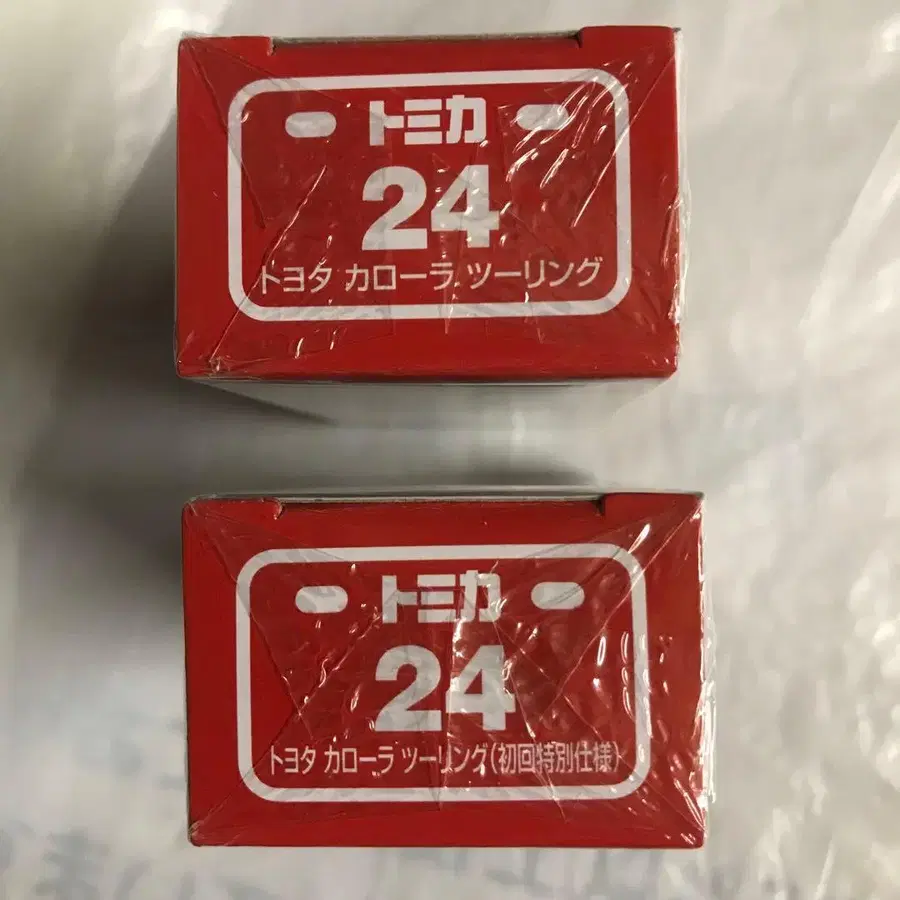 トミカ
24
トヨタ カローラ ツーリング
トミカ
24
トヨタ カローラ ツーリング(初回特別仕様)